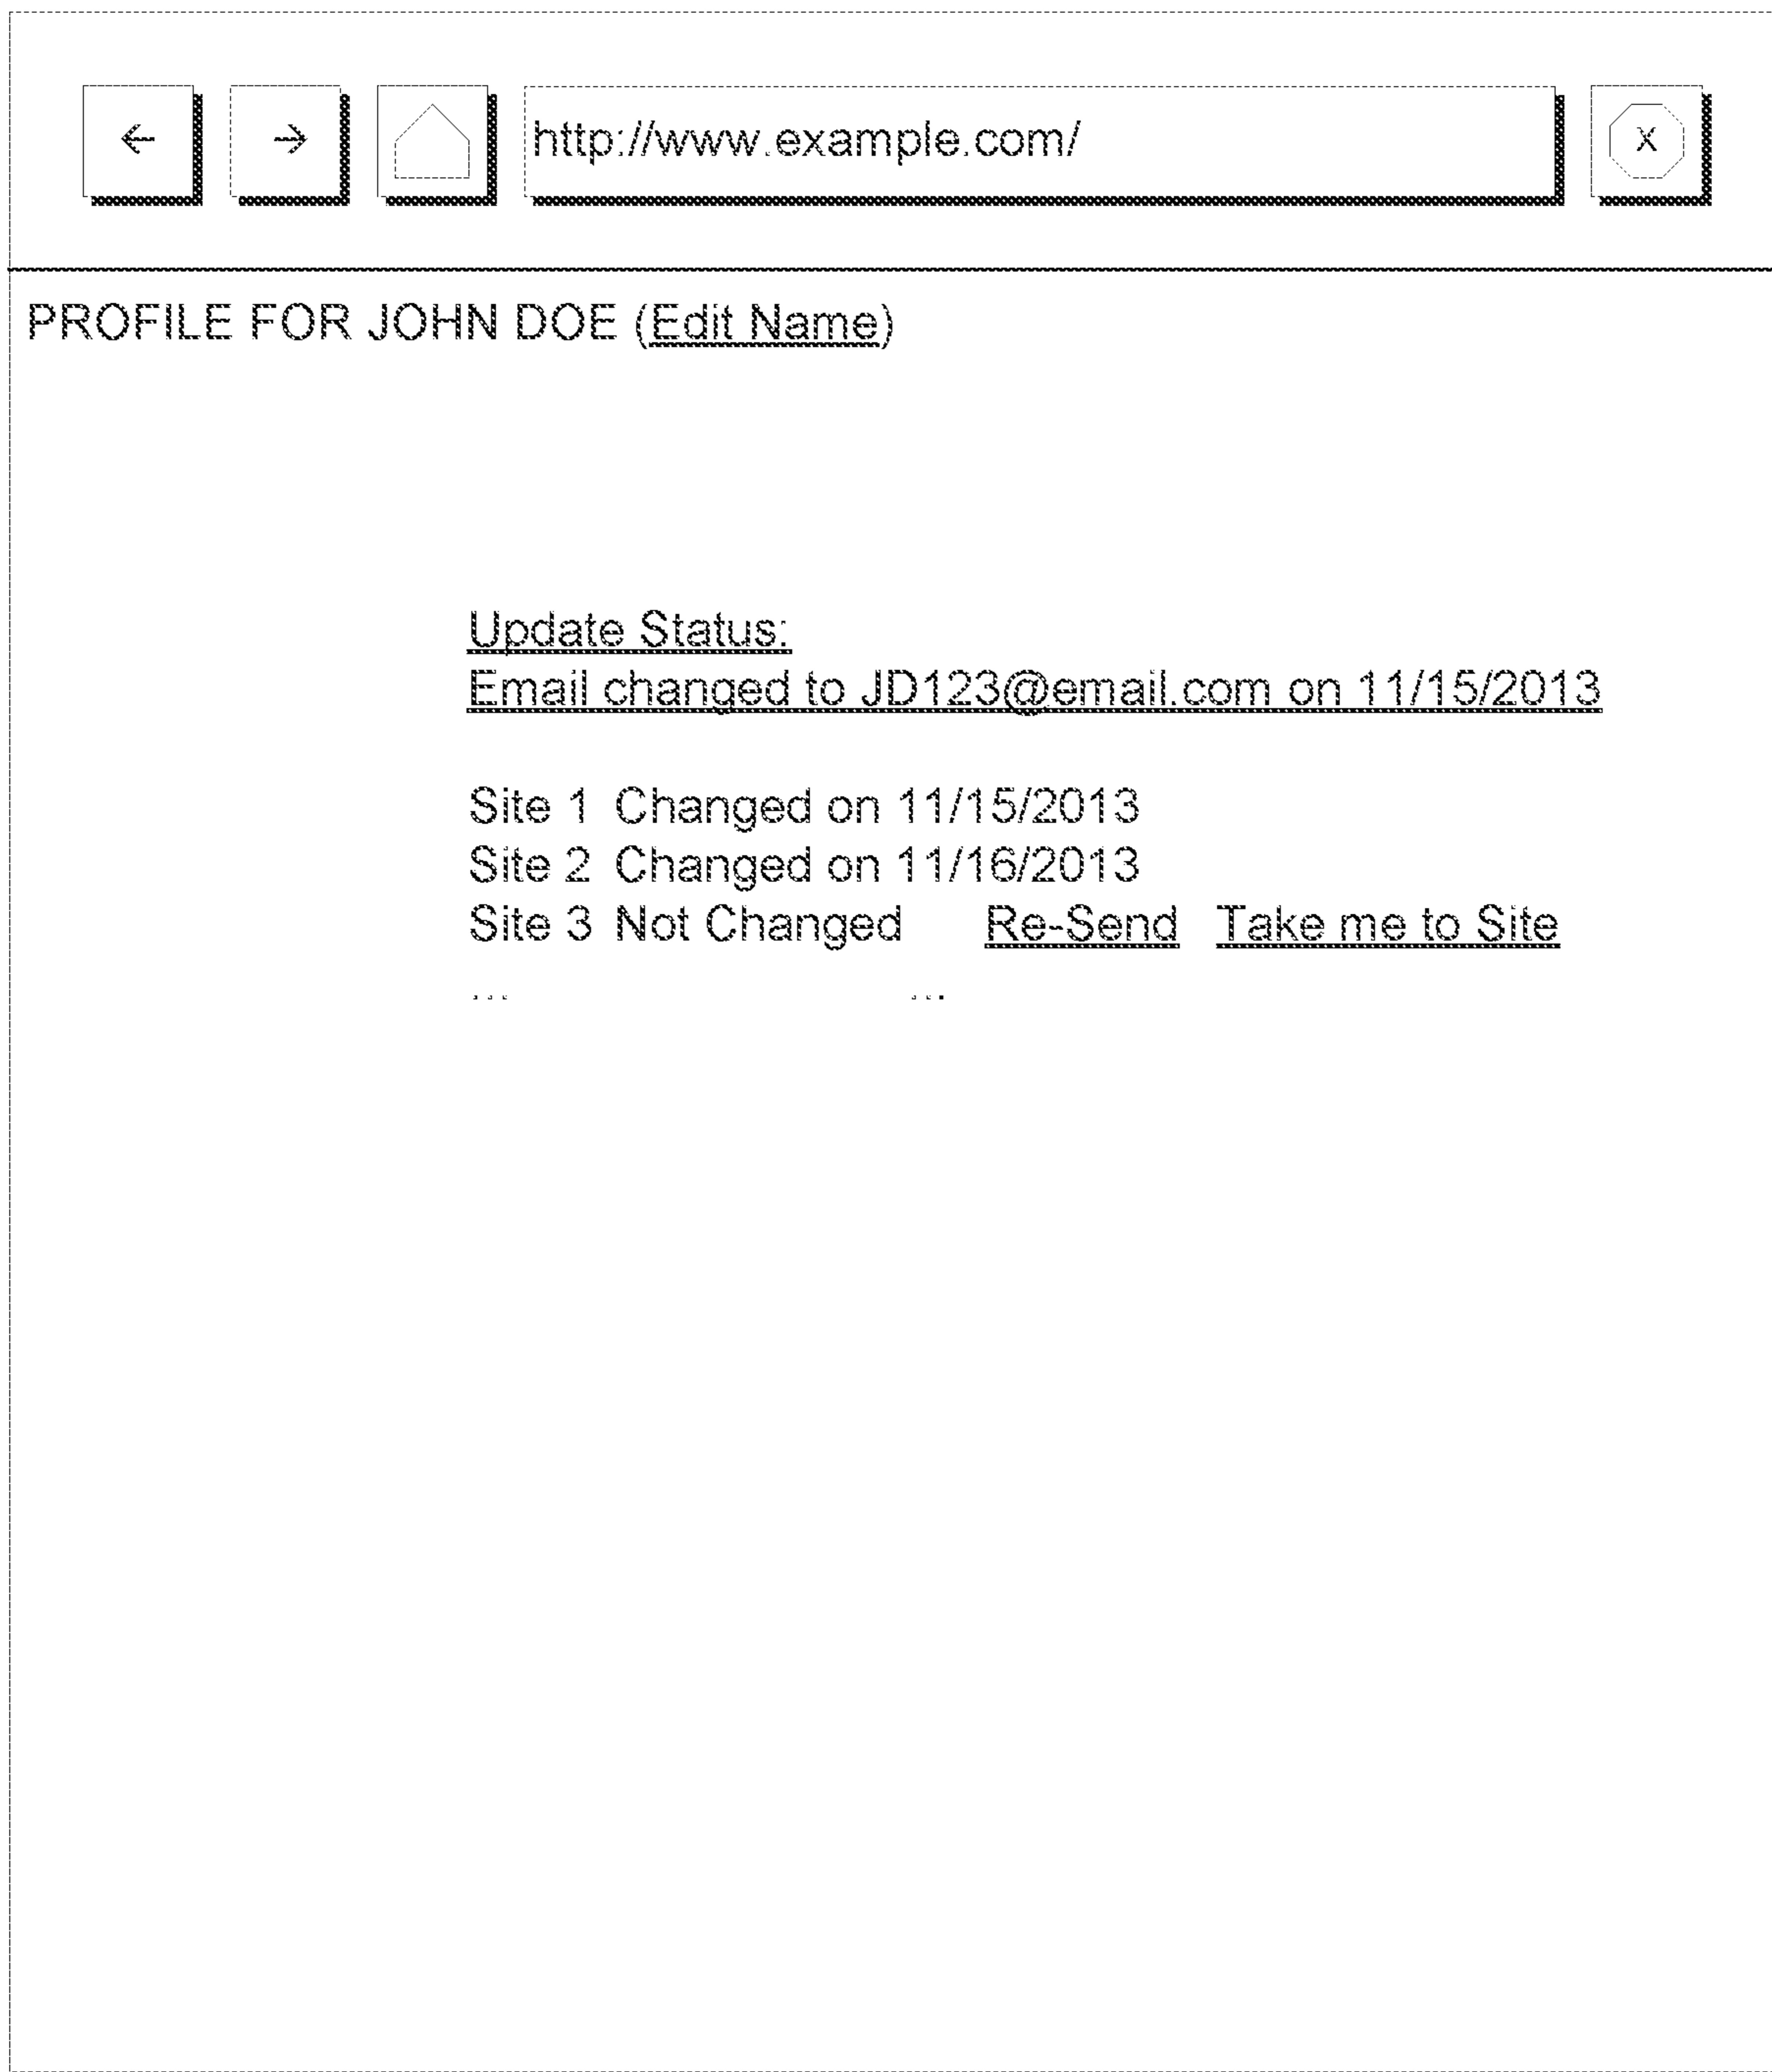 ← → http://www.example.com/ X
PROFILE FOR JOHN DOE (Edit Name)
Update Status:
Email changed to JD123@email.com on 11/15/2013
Site 1 Changed on 11/15/2013
Site 2 Changed on 11/16/2013
Site 3 Not Changed Re-Send Take me to Site
... ...